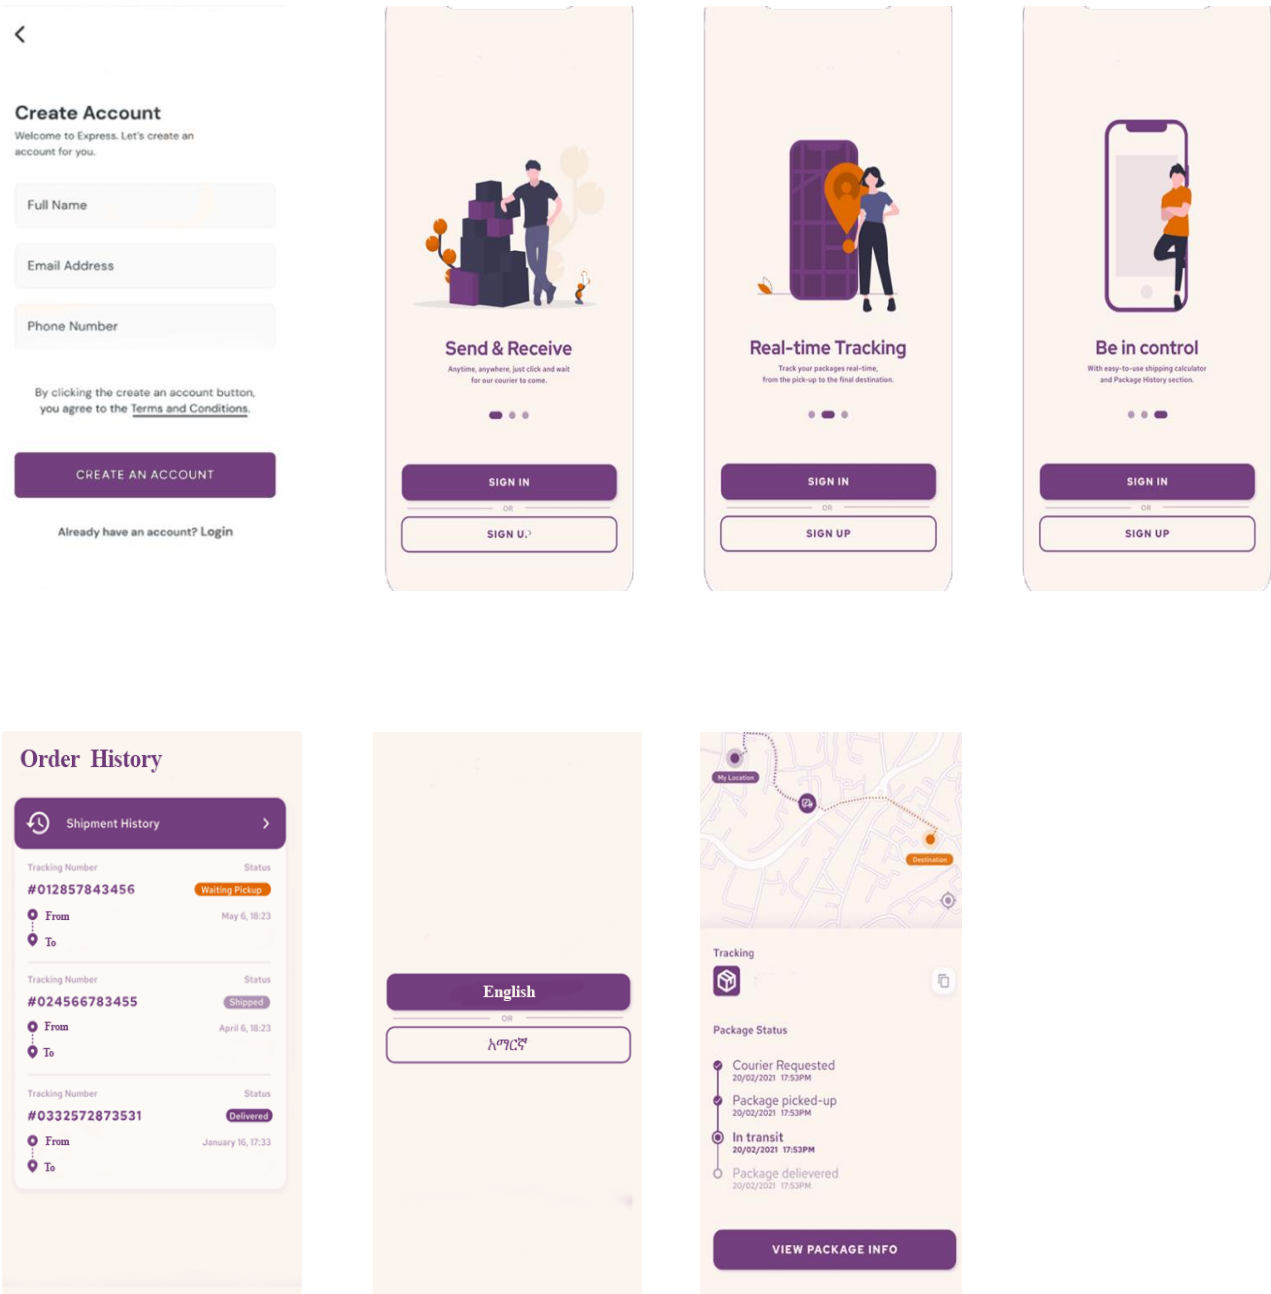 Create Account
Welcome to Express. Let's create an
account for you.
Full Name
Email Address
Phone Number
By clicking the create an account button,
you agree to the Terms and Conditions.
CREATE AN ACCOUNT
Already have an account? Login
Send & Receive
Anytime, anywhere, just click and wait
for our courier to come.
SIGN IN
OR
SIGN UP
Real-time Tracking
Track your packages real-time,
from the pick-up to the final destination.
SIGN IN
OR
SIGN UP
Be in control
With easy-to-use shipping calculator
and Package History section.
SIGN IN
OR
SIGN UP
Order History
Shipment History
Tracking Number Status
#012857843456 Waiting Pickup
From May 6, 18:23
To
Tracking Number Status
#024566783455 Shipped
From April 6, 18:23
To
Tracking Number Status
#0332572873531 Delivered
From January 16, 17:33
To
English
OR
አማርኛ
My Location
Destination
Tracking
Package Status
Courier Requested
20/02/2021 17:53PM
Package picked-up
20/02/2021 17:53PM
In transit
20/02/2021 17:53PM
Package delievered
20/02/2021 17:53PM
VIEW PACKAGE INFO